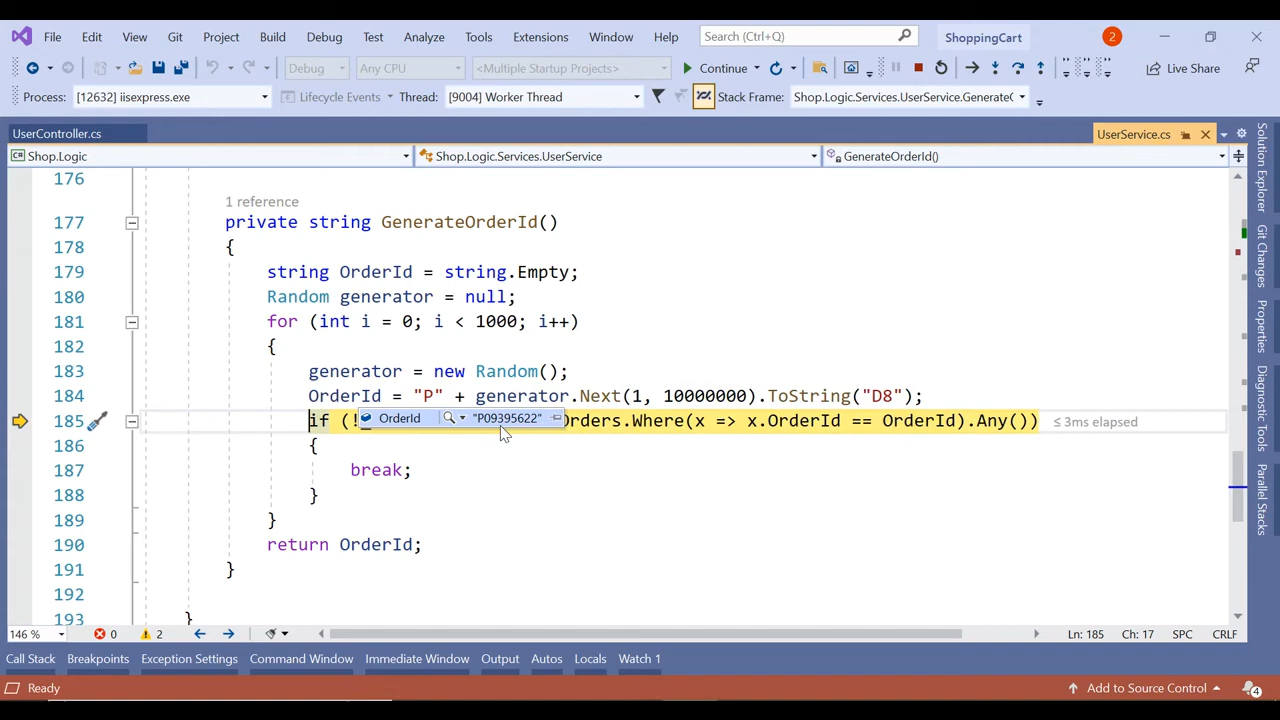 File Edit View Git Project Build Debug Test Analyze Tools Extensions Window Help Search (Ctrl+Q) ShoppingCart 2
Debug Any CPU <Multiple Startup Projects> Continue Live Share
Process: [12632] iisexpress.exe Lifecycle Events Thread: [9004] Worker Thread Stack Frame: Shop.Logic.Services.UserService.GenerateO
UserController.cs UserService.cs
Shop.Logic Shop.Logic.Services.UserService GenerateOrderId()
176
1 reference
177 private string GenerateOrderId()
178 {
179 string OrderId = string.Empty;
180 Random generator = null;
181 for (int i = 0; i < 1000; i++)
182 {
183 generator = new Random();
184 OrderId = "P" + generator.Next(1, 10000000).ToString("D8");
185 if (! OrderId "P09395622" Orders.Where(x => x.OrderId == OrderId).Any()) ≤ 3ms elapsed
186 {
187 break;
188 }
189 }
190 return OrderId;
191 }
192
193 }
146 % 0 2 Ln: 185 Ch: 17 SPC CRLF
Call Stack Breakpoints Exception Settings Command Window Immediate Window Output Autos Locals Watch 1
Ready Add to Source Control 4
Solution Explorer
Git Changes
Properties
Diagnostic Tools
Parallel Stacks